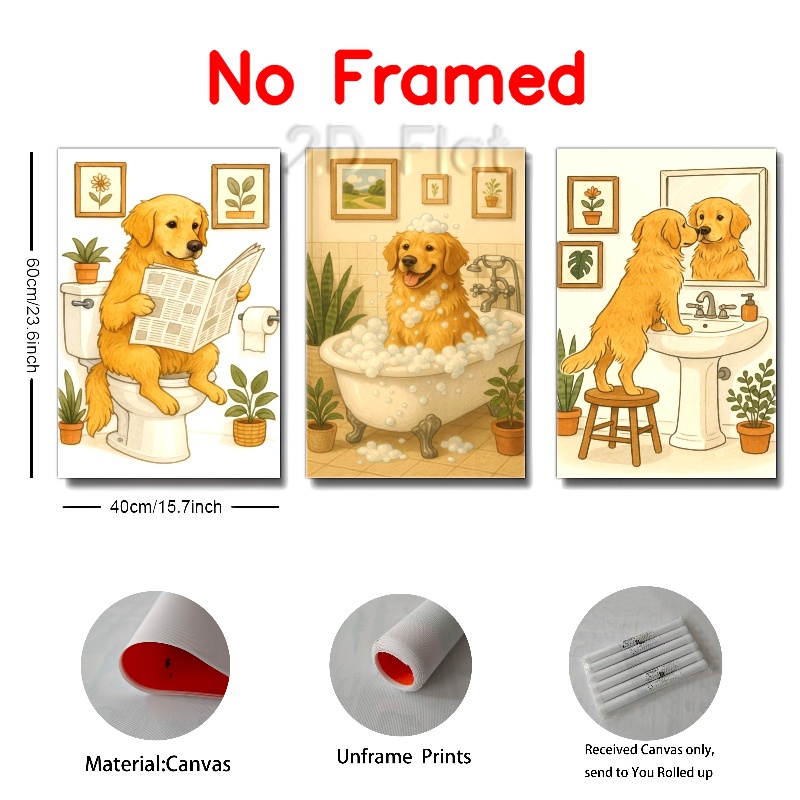 No Framed
2D Flat
60cm/23.6inch
40cm/15.7inch
Material:Canvas
Unframe Prints
Received Canvas only,
send to You Rolled up